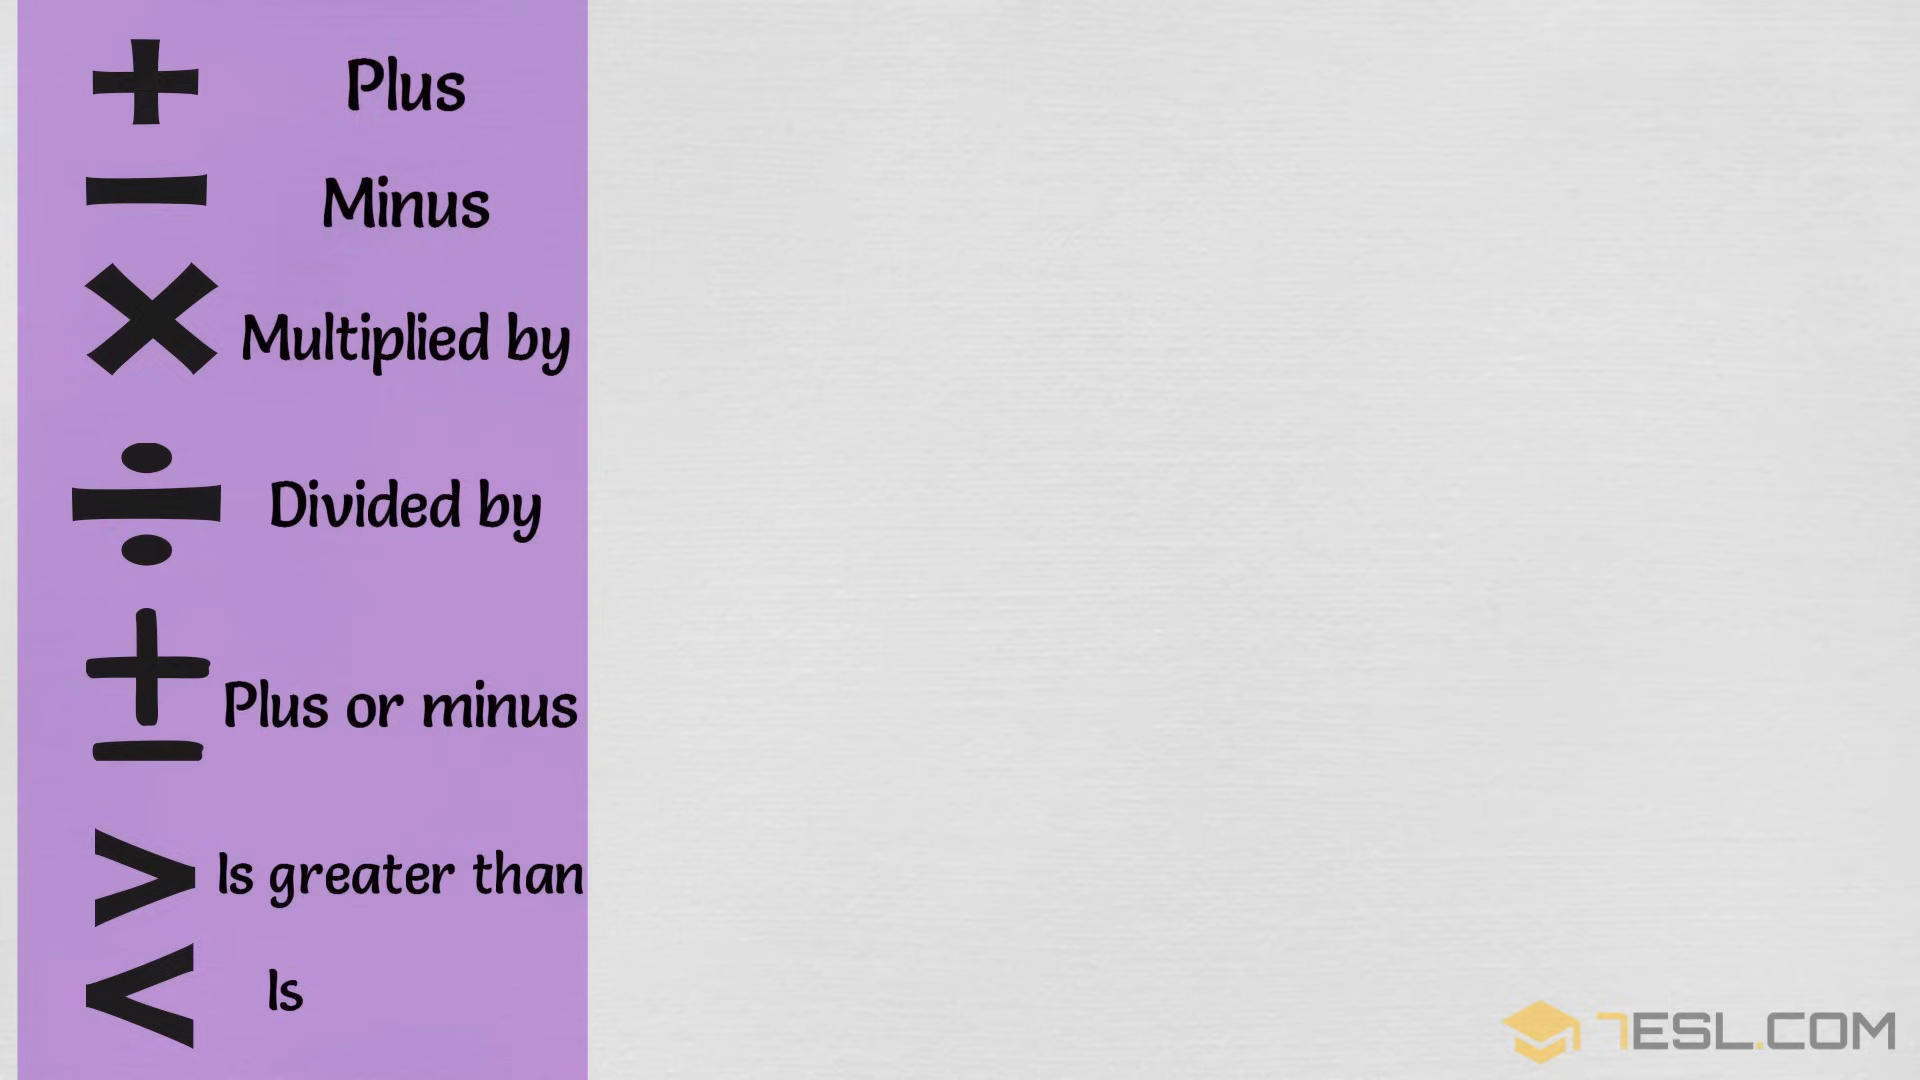 + Plus
− Minus
× Multiplied by
÷ Divided by
± Plus or minus
> Is greater than
< Is
7ESL.COM